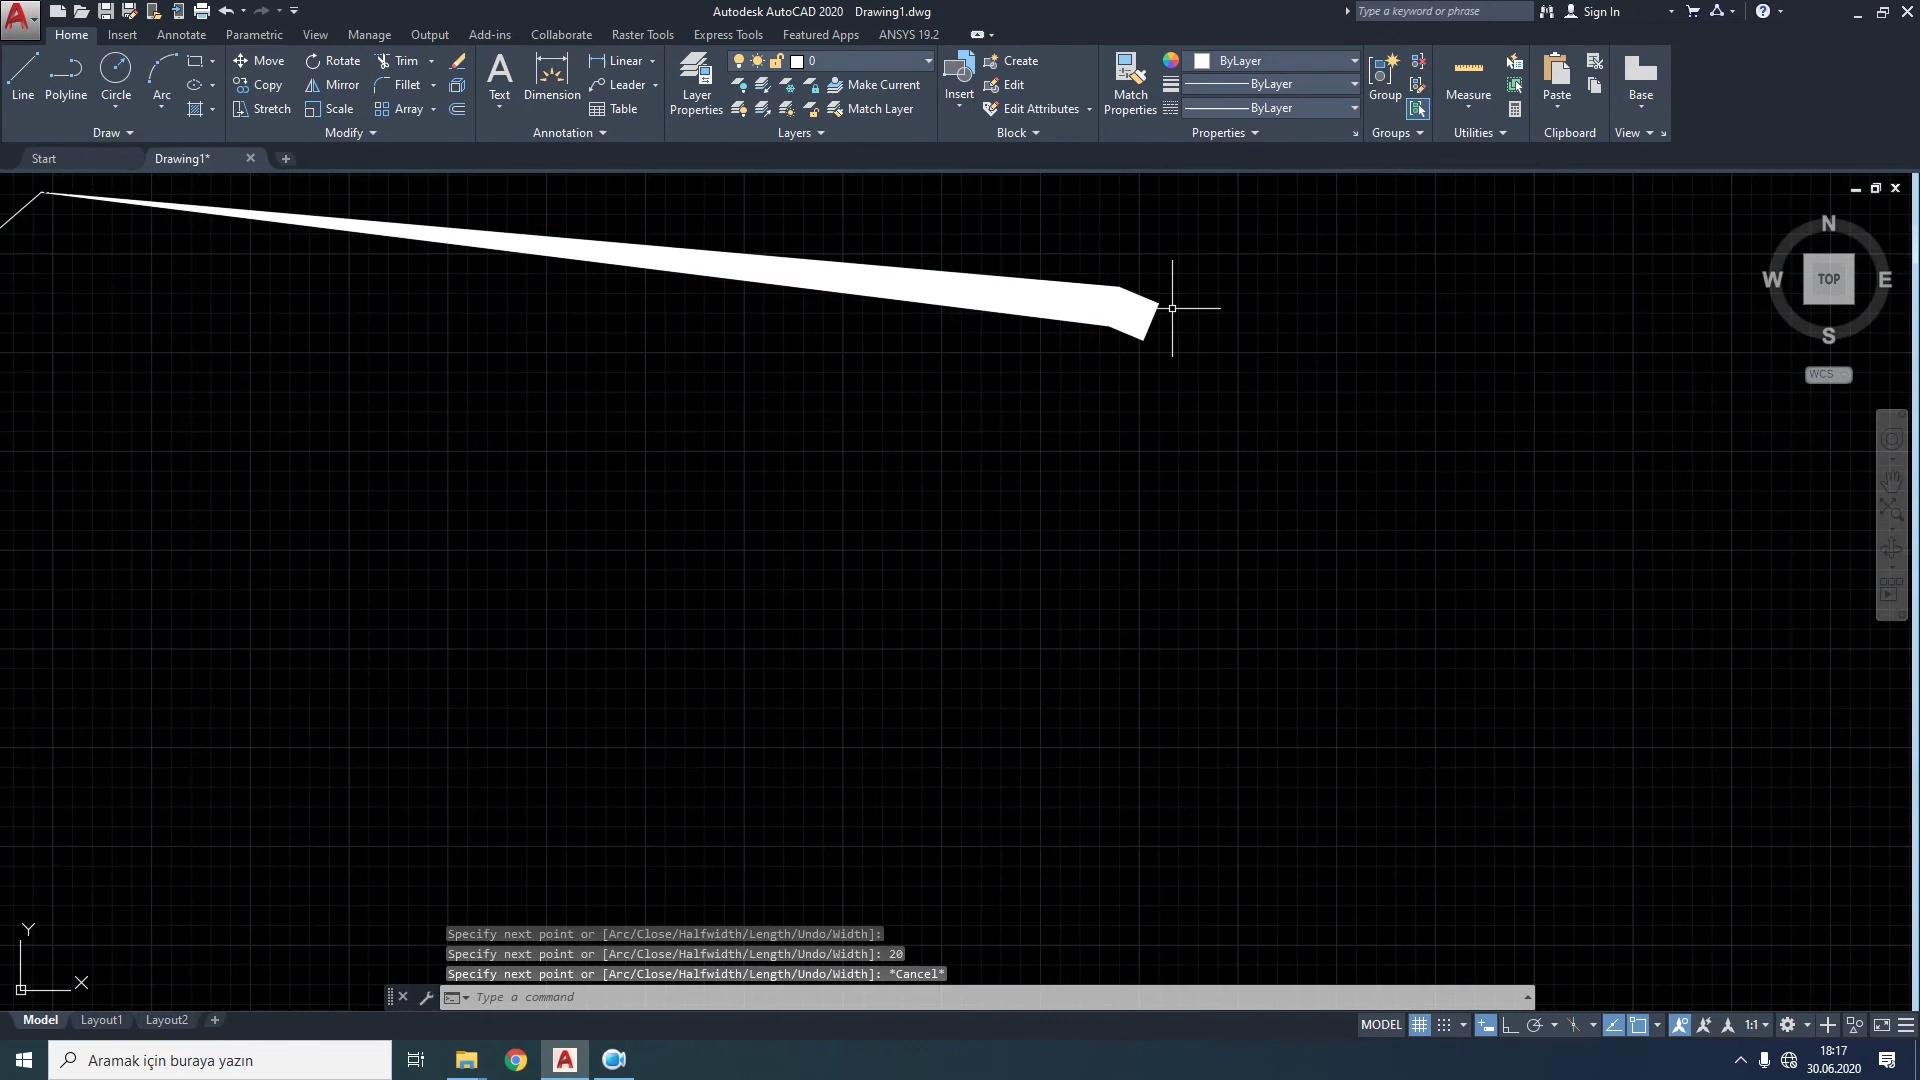 Autodesk AutoCAD 2020 Drawing1.dwg
Type a keyword or phrase
Sign In
Home Insert Annotate Parametric View Manage Output Add-ins Collaborate Raster Tools Express Tools Featured Apps ANSYS 19.2
Line Polyline Circle Arc
Move Rotate Trim
Copy Mirror Fillet
Stretch Scale Array
Text Dimension
Linear
Leader
Table
Layer Properties
0
Make Current
Match Layer
Insert
Create
Edit
Edit Attributes
Match Properties
ByLayer
ByLayer
ByLayer
Group
Measure
Paste
Base
Draw Modify Annotation Layers Block Properties Groups Utilities Clipboard View
Start Drawing1*
N
W TOP E
S
WCS
Y
X
Specify next point or [Arc/Close/Halfwidth/Length/Undo/Width]:
Specify next point or [Arc/Close/Halfwidth/Length/Undo/Width]: 20
Specify next point or [Arc/Close/Halfwidth/Length/Undo/Width]: *Cancel*
Type a command
Model Layout1 Layout2
MODEL 1:1
Aramak için buraya yazın
18:17
30.06.2020